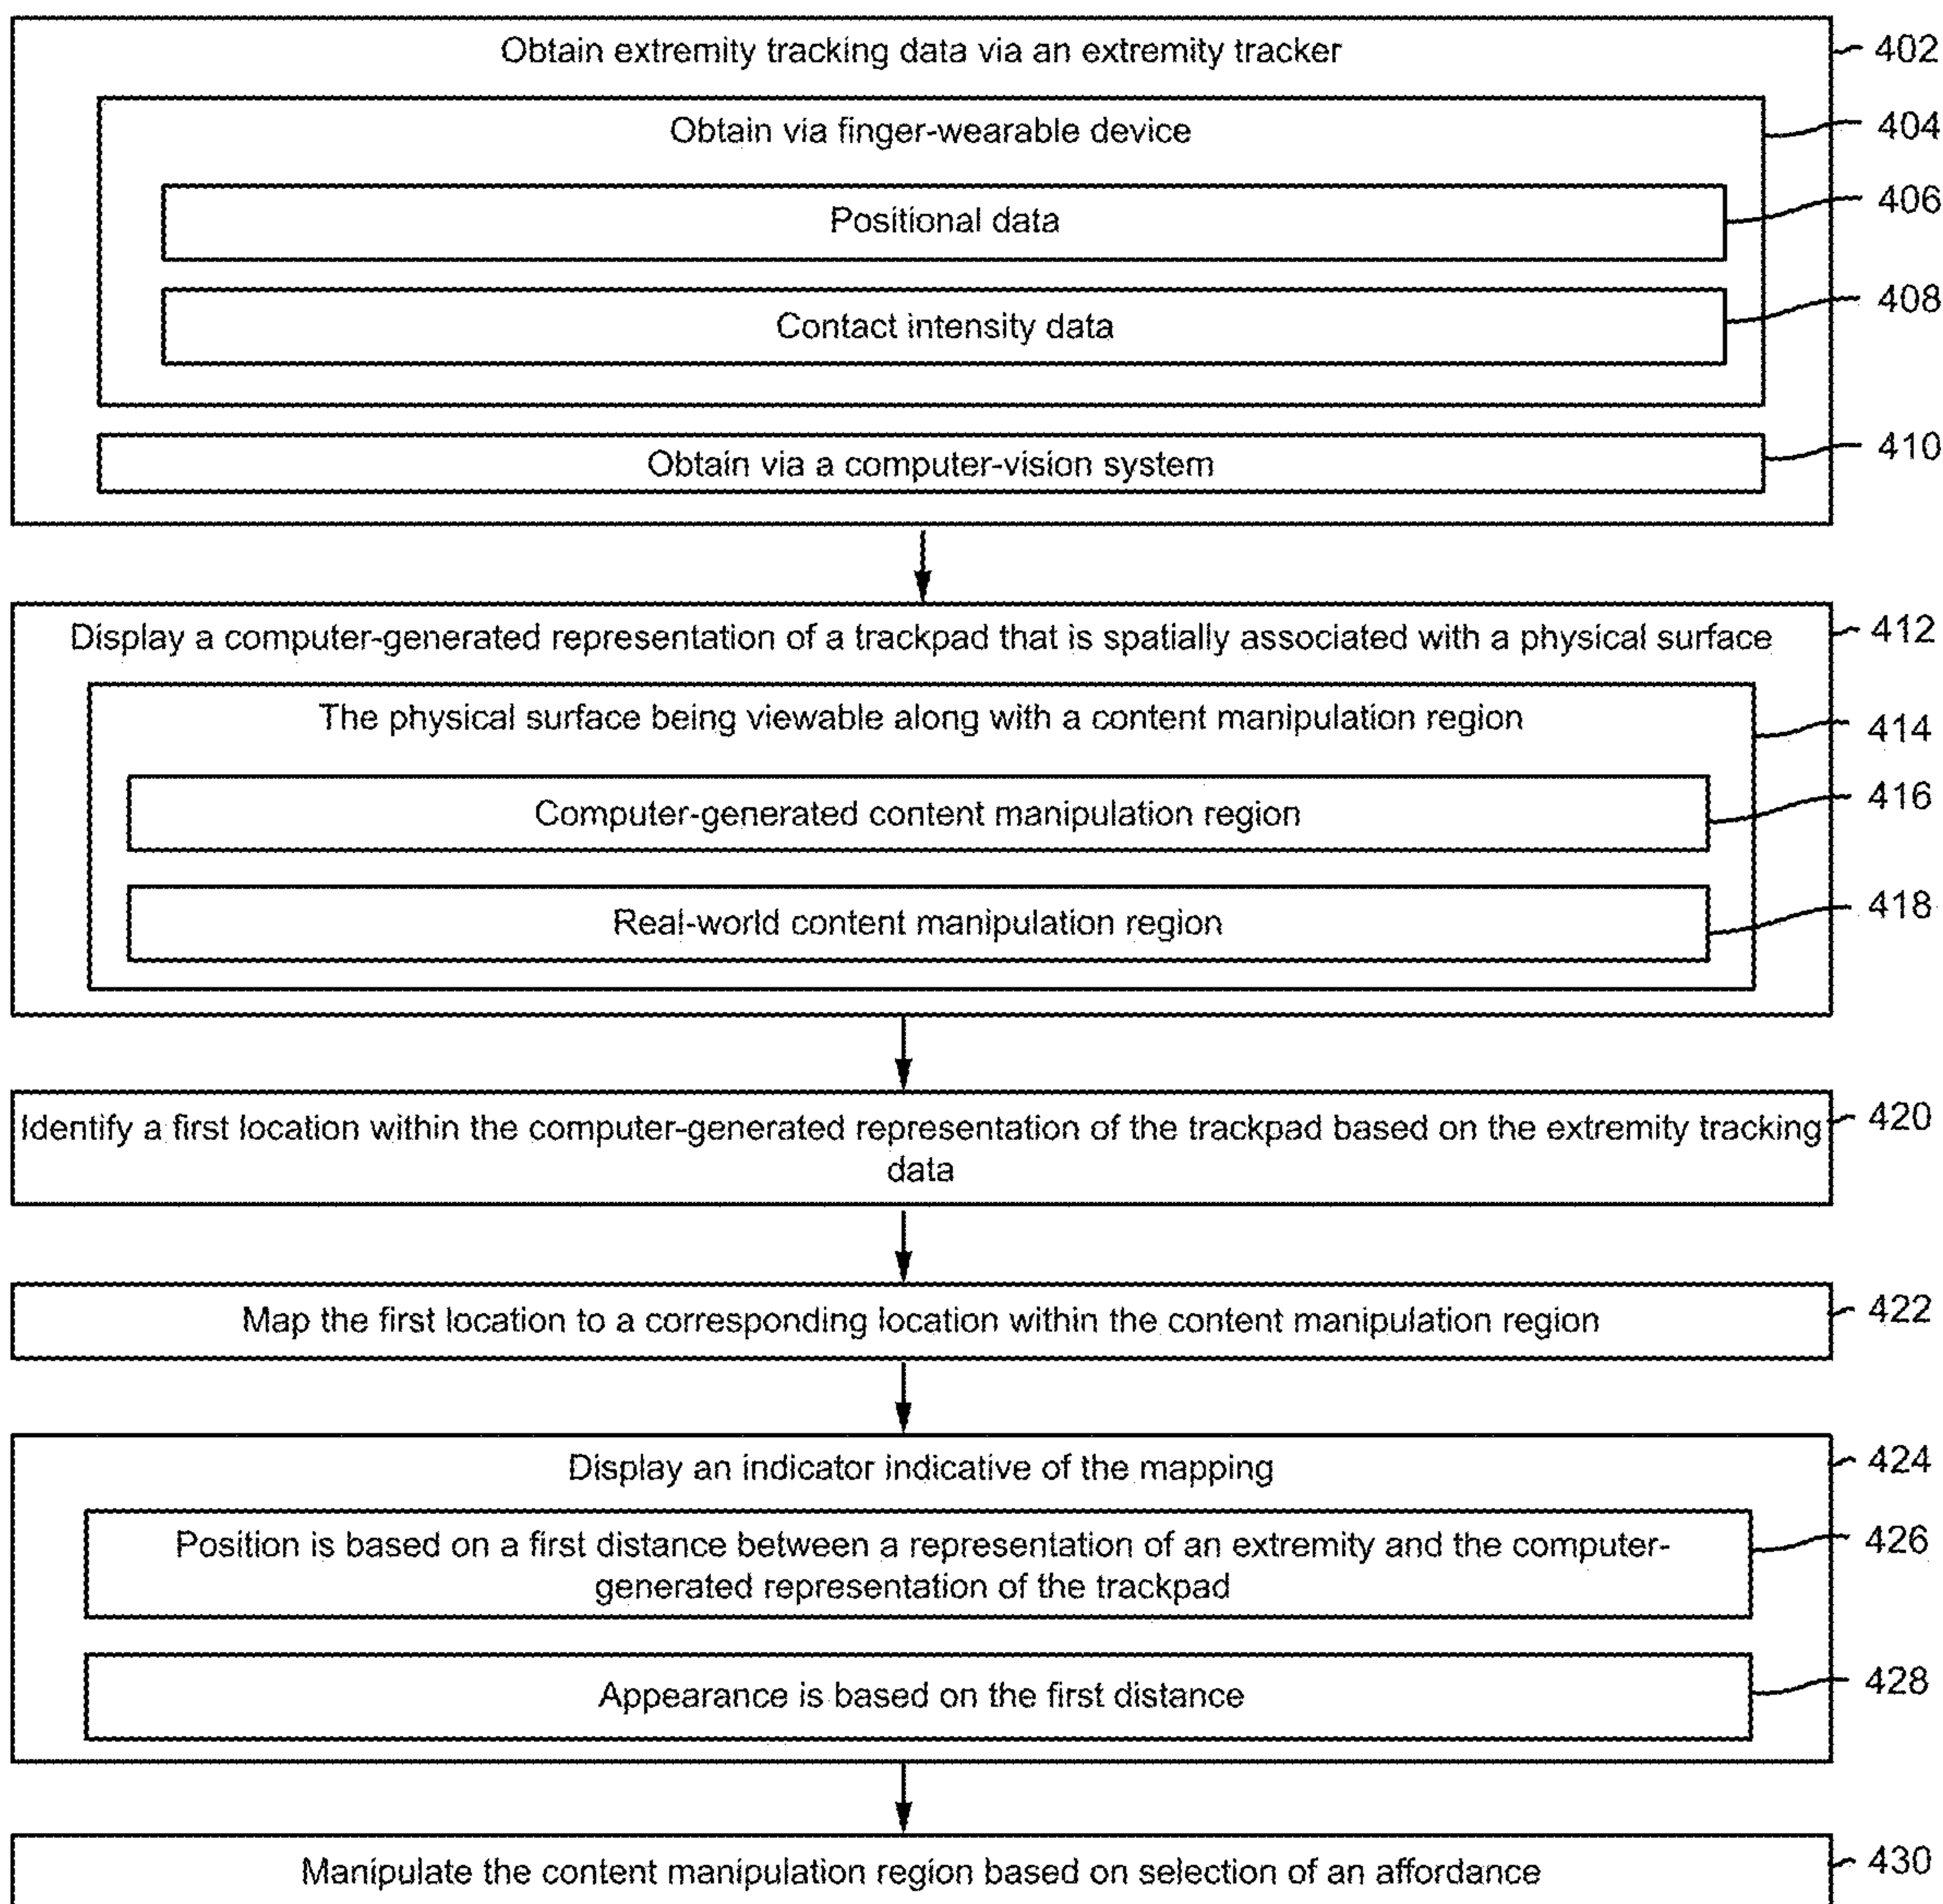 Obtain extremity tracking data via an extremity tracker
402
Obtain via finger-wearable device
404
Positional data
406
Contact intensity data
408
Obtain via a computer-vision system
410
Display a computer-generated representation of a trackpad that is spatially associated with a physical surface
412
The physical surface being viewable along with a content manipulation region
414
Computer-generated content manipulation region
416
Real-world content manipulation region
418
Identify a first location within the computer-generated representation of the trackpad based on the extremity tracking
data
420
Map the first location to a corresponding location within the content manipulation region
422
Display an indicator indicative of the mapping
424
Position is based on a first distance between a representation of an extremity and the computer-
generated representation of the trackpad
426
Appearance is based on the first distance
428
Manipulate the content manipulation region based on selection of an affordance
430